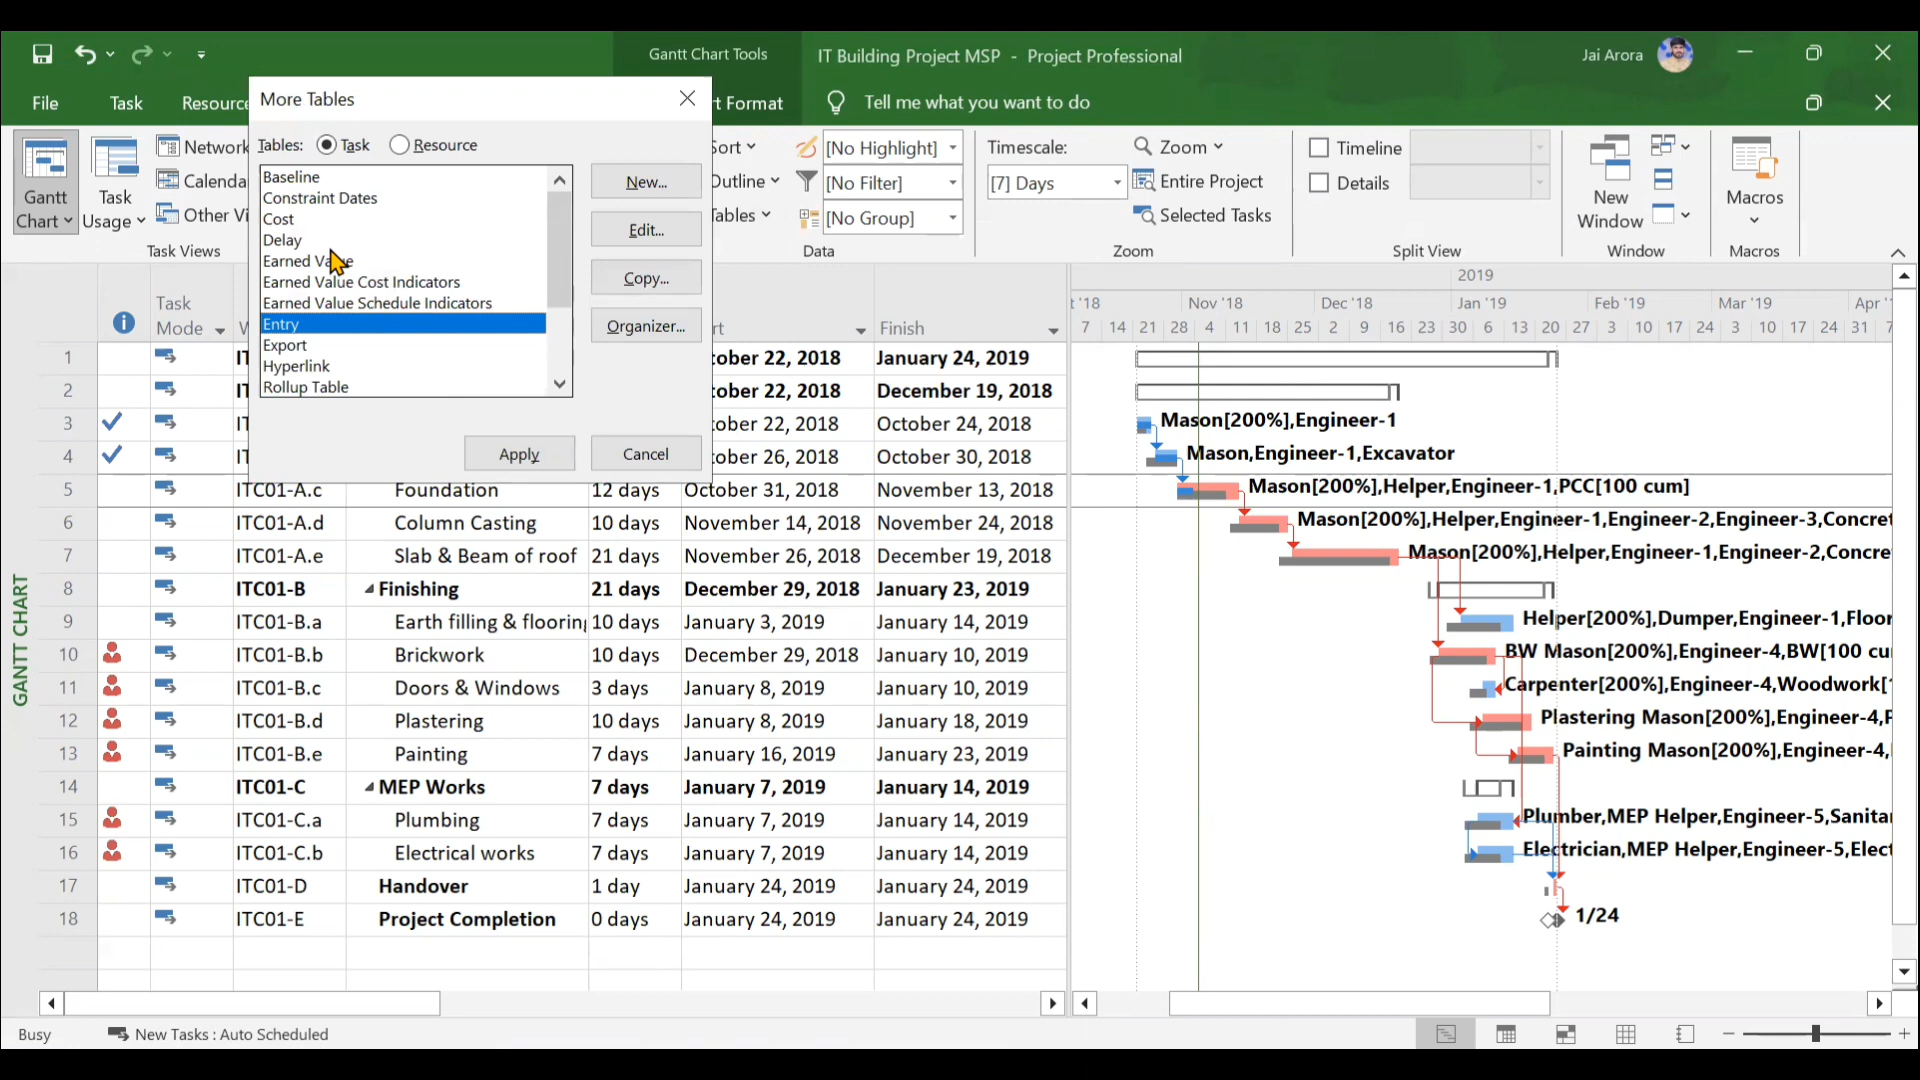 Gantt Chart Tools
IT Building Project MSP - Project Professional
Jai Arora
File
Task
Format
Tell me what you want to do
More Tables
Tables: Task Resource
Baseline
Constraint Dates
Cost
Delay
Earned Value
Earned Value Cost Indicators
Earned Value Schedule Indicators
Entry
Export
Hyperlink
Rollup Table
New...
Edit...
Copy...
Organizer...
Apply
Cancel
Gantt
Chart
Task
Usage
Network
Task Views
Outline
[No Highlight]
[No Filter]
[No Group]
Data
Timescale:
[7] Days
Zoom
Entire Project
Selected Tasks
Zoom
Timeline
Details
Split View
New
Window
Window
Macros
Macros
Task
Mode
Finish
2019
'18 Nov '18 Dec '18 Jan '19 Feb '19 Mar '19 Apr
7 14 21 28 4 11 18 25 2 9 16 23 30 6 13 20 27 3 10 17 24 3 10 17 24 31 7
1 22, 2018 January 24, 2019
2 22, 2018 December 19, 2018
3 22, 2018 October 24, 2018 Mason[200%],Engineer-1
4 26, 2018 October 30, 2018 Mason,Engineer-1,Excavator
5 ITC01-A.c Foundation 12 days October 31, 2018 November 13, 2018 Mason[200%],Helper,Engineer-1,PCC[100 cum]
6 ITC01-A.d Column Casting 10 days November 14, 2018 November 24, 2018 Mason[200%],Helper,Engineer-1,Engineer-2,Engineer-3,Concret
7 ITC01-A.e Slab & Beam of roof 21 days November 26, 2018 December 19, 2018 Mason[200%],Helper,Engineer-1,Engineer-2,Concre
8 ITC01-B Finishing 21 days December 29, 2018 January 23, 2019
9 ITC01-B.a Earth filling & flooring 10 days January 3, 2019 January 14, 2019 Helper[200%],Dumper,Engineer-1,Floor
10 ITC01-B.b Brickwork 10 days December 29, 2018 January 10, 2019 BW Mason[200%],Engineer-4,BW[100 cu
11 ITC01-B.c Doors & Windows 3 days January 8, 2019 January 10, 2019 Carpenter[200%],Engineer-4,Woodwork[
12 ITC01-B.d Plastering 10 days January 8, 2019 January 18, 2019 Plastering Mason[200%],Engineer-4,
13 ITC01-B.e Painting 7 days January 16, 2019 January 23, 2019 Painting Mason[200%],Engineer-4,
14 ITC01-C MEP Works 7 days January 7, 2019 January 14, 2019
15 ITC01-C.a Plumbing 7 days January 7, 2019 January 14, 2019 Plumber,MEP Helper,Engineer-5,Sanita
16 ITC01-C.b Electrical works 7 days January 7, 2019 January 14, 2019 Electrician,MEP Helper,Engineer-5,Elect
17 ITC01-D Handover 1 day January 24, 2019 January 24, 2019
18 ITC01-E Project Completion 0 days January 24, 2019 January 24, 2019 1/24
GANTT CHART
Busy
New Tasks : Auto Scheduled